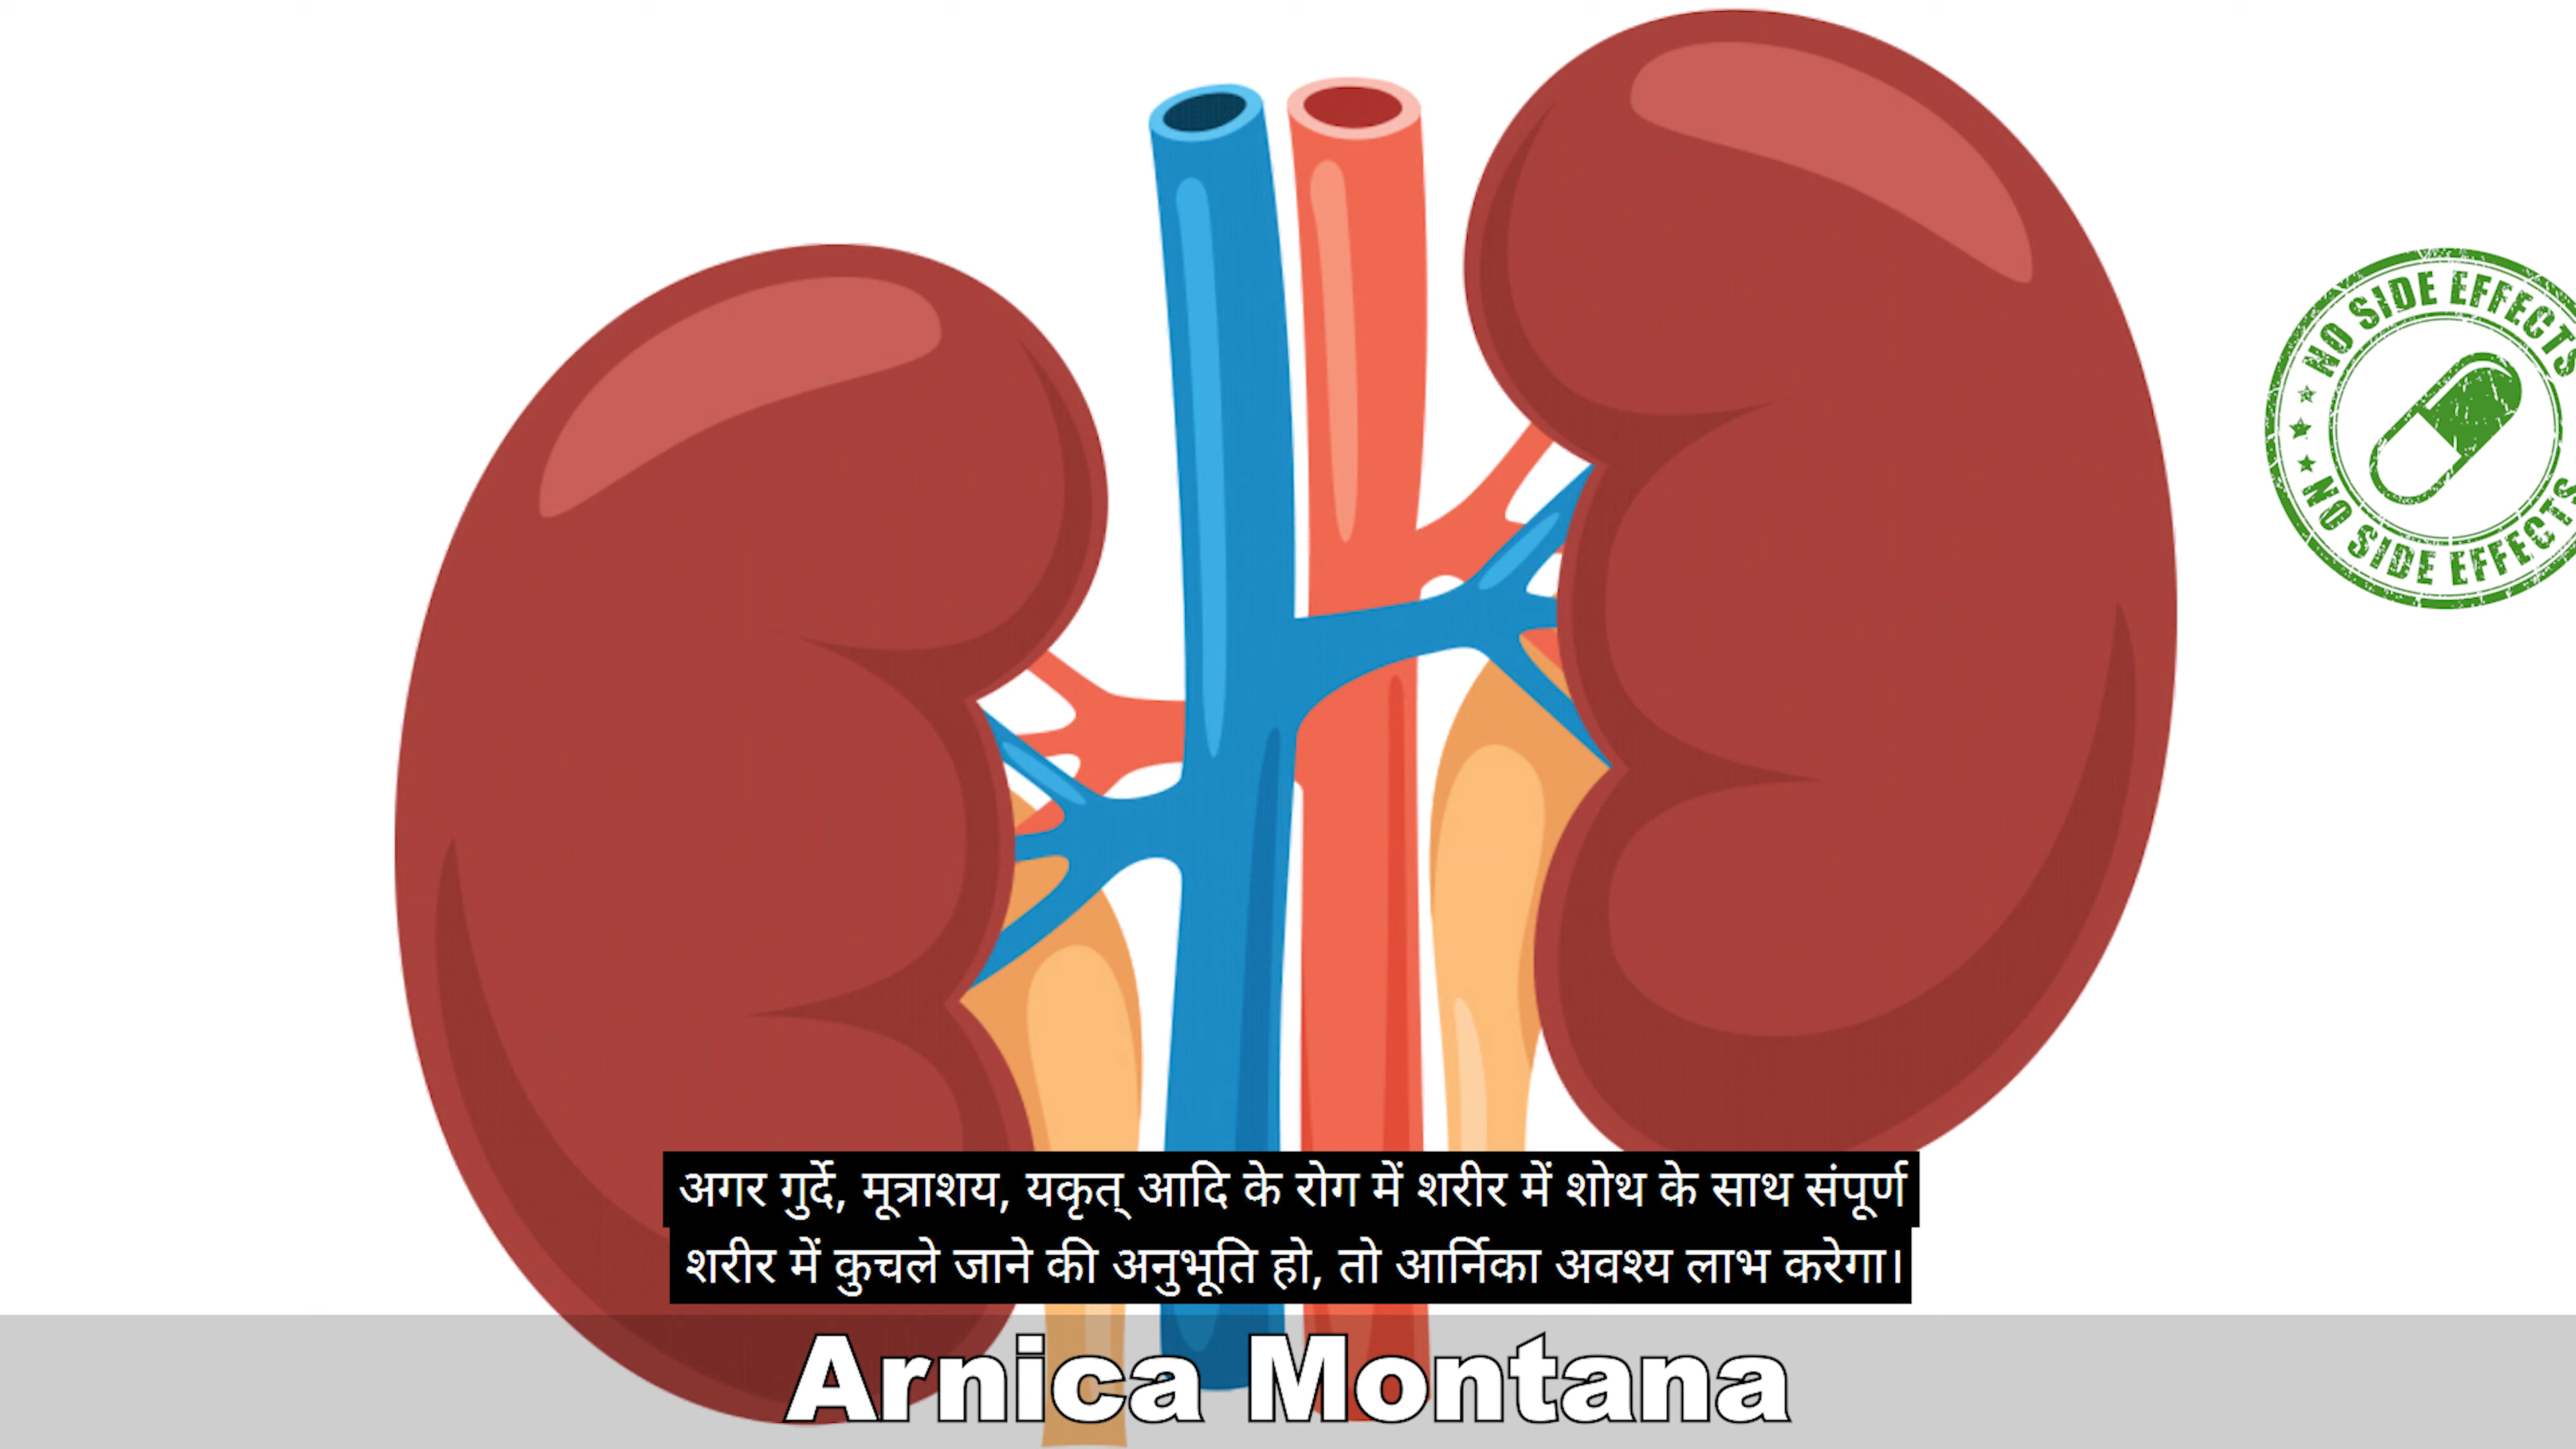 NO SIDE EFFECTS
NO SIDE EFFECTS
अगर गुर्दे, मूत्राशय, यकृत् आदि के रोग में शरीर में शोथ के साथ संपूर्ण
शरीर में कुचले जाने की अनुभूति हो, तो आर्निका अवश्य लाभ करेगा।
Arnica Montana